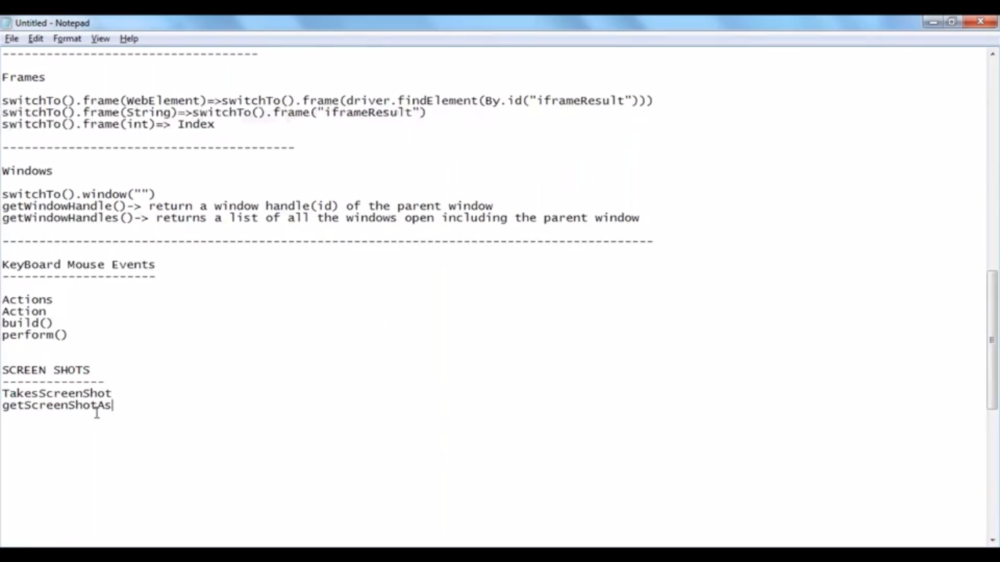 Untitled - Notepad
File Edit Format View Help
-----------------------------------
Frames
switchTo().frame(WebElement)=>switchTo().frame(driver.findElement(By.id("iframeResult")))
switchTo().frame(String)=>switchTo().frame("iframeResult")
switchTo().frame(int)=> Index
----------------------------------------
Windows
switchTo().window("")
getWindowHandle()-> return a window handle(id) of the parent window
getWindowHandles()-> returns a list of all the windows open including the parent window
-----------------------------------------------------------------------------------------
KeyBoard Mouse Events
---------------------
Actions
Action
build()
perform()
SCREEN SHOTS
--------------
TakesScreenShot
getScreenShotAs